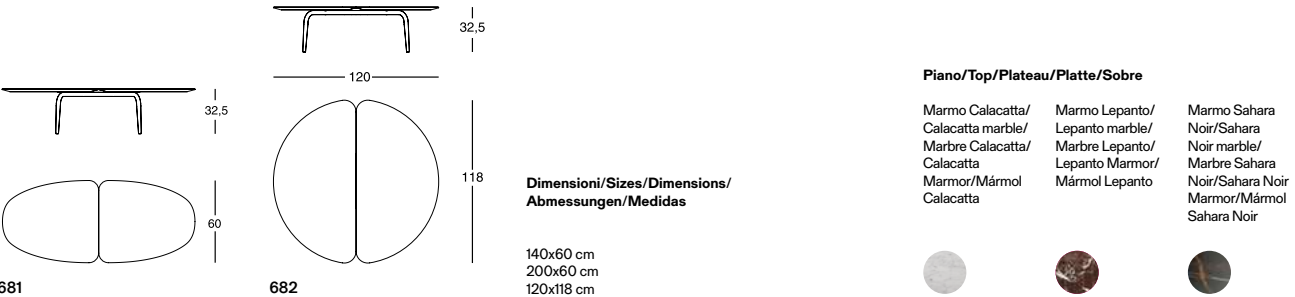 32,5
120
32,5
118
60
681
682
Dimensioni/Sizes/Dimensions/
Abmessungen/Medidas
140x60 cm
200x60 cm
120x118 cm
Piano/Top/Plateau/Platte/Sobre
Marmo Calacatta/
Calacatta marble/
Marbre Calacatta/
Calacatta
Marmor/Mármol
Calacatta
Marmo Lepanto/
Lepanto marble/
Marbre Lepanto/
Lepanto Marmor/
Mármol Lepanto
Marmo Sahara
Noir/Sahara
Noir marble/
Marbre Sahara
Noir/Sahara Noir
Marmor/Mármol
Sahara Noir